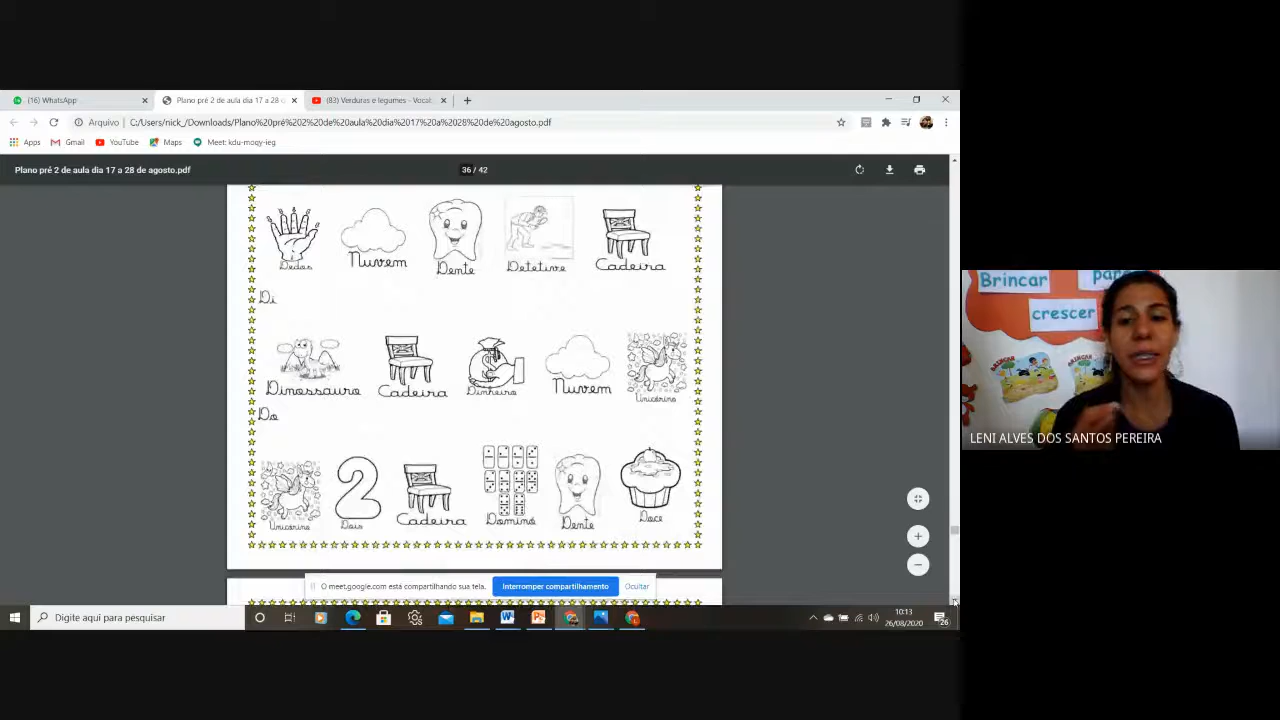 (16) WhatsApp
Plano pré 2 de aula dia 17 a 28 d
(83) Verduras e legumes - Vocal
Arquivo C:/Users/nick_/Downloads/Plano%20pré%202%20de%20aula%20dia%2017%20a%2028%20de%20agosto.pdf
Apps Gmail YouTube Maps Meet: kdu-moqy-ieg
Plano pré 2 de aula dia 17 a 28 de agosto.pdf
36 / 42
Dedos Nuvem Dente Detetive Cadeira
Di
Dinossauro Cadeira Dinheiro Nuvem Unicórnio
Do
Unicórnio Dois Cadeira Dominó Dente Doce
O meet.google.com está compartilhando sua tela. Interromper compartilhamento Ocultar
Digite aqui para pesquisar
10:13
26/08/2020
26
Brincar
crescer
BRINCAR
LENI ALVES DOS SANTOS PEREIRA